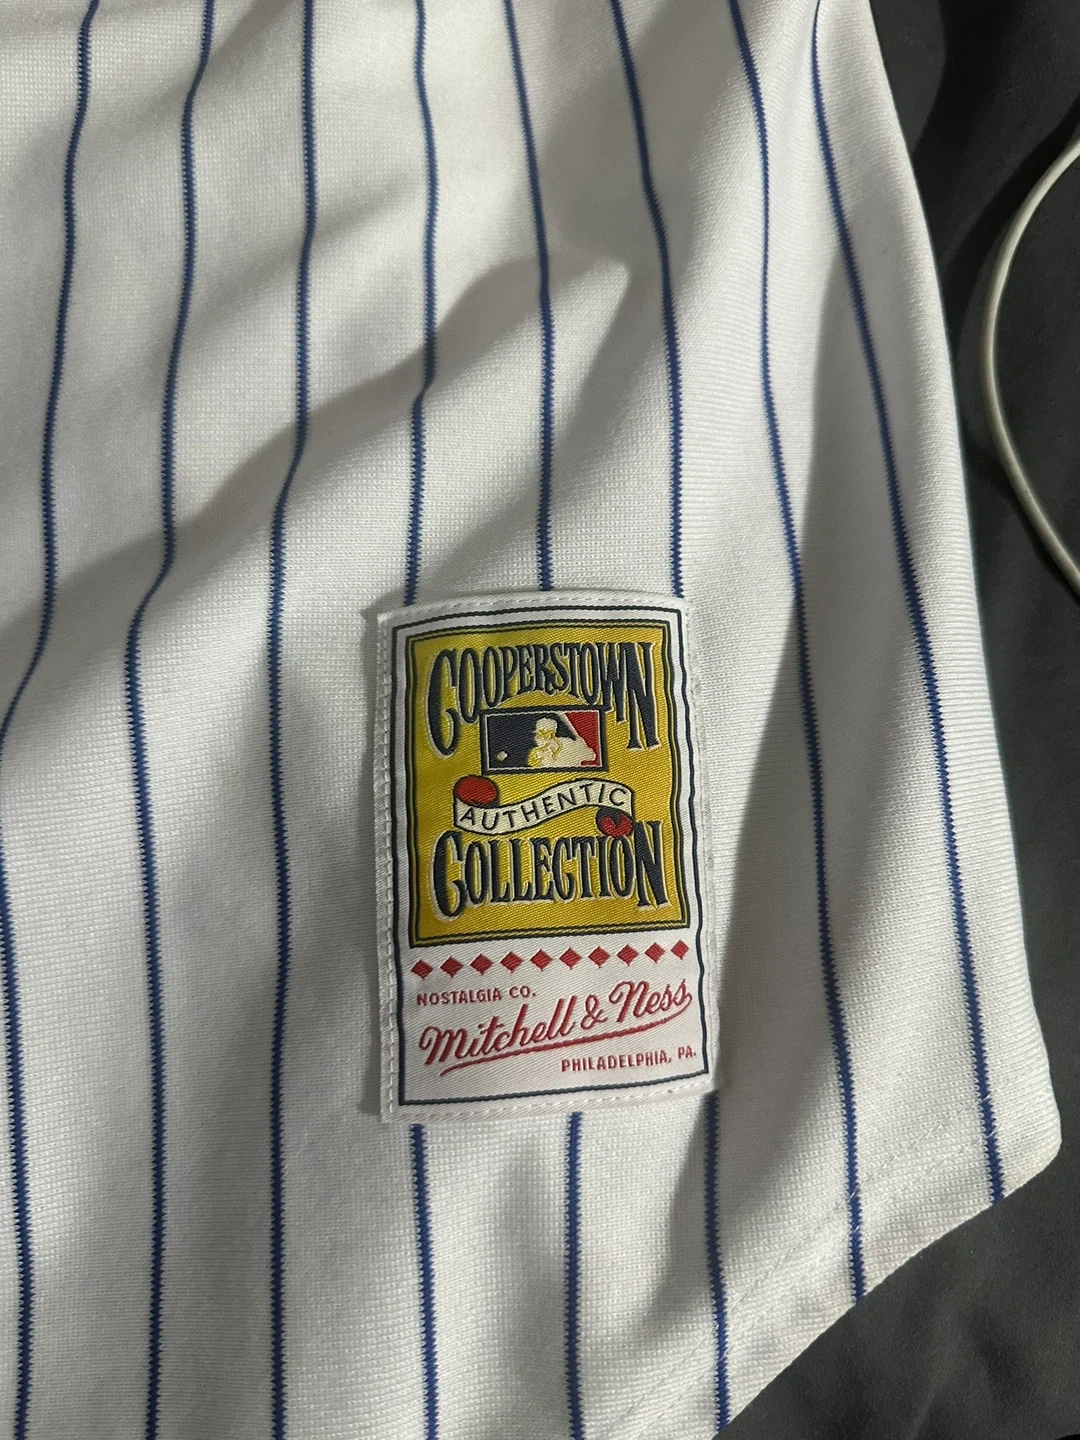 COOPERSTOWN
AUTHENTIC
COLLECTION
NOSTALGIA CO.
Mitchell & Ness
PHILADELPHIA, PA.